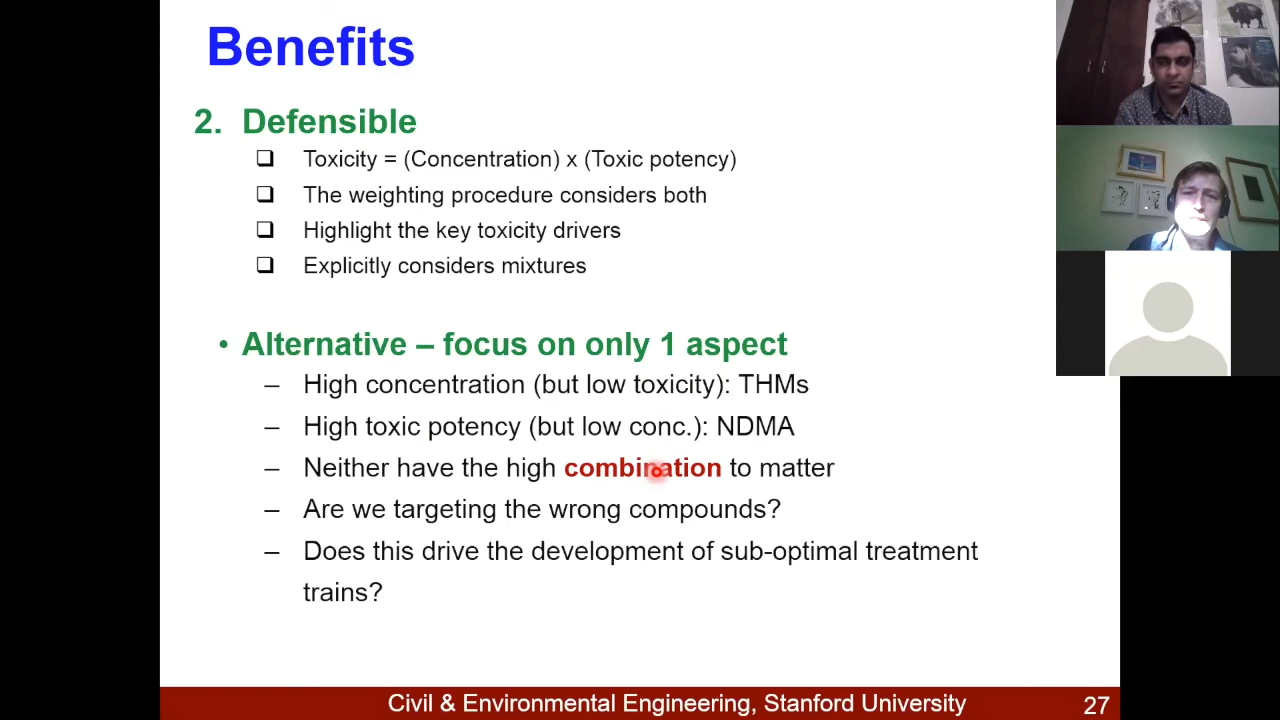 Benefits
2. Defensible
❑ Toxicity = (Concentration) x (Toxic potency)
❑ The weighting procedure considers both
❑ Highlight the key toxicity drivers
❑ Explicitly considers mixtures
• Alternative – focus on only 1 aspect
– High concentration (but low toxicity): THMs
– High toxic potency (but low conc.): NDMA
– Neither have the high combination to matter
– Are we targeting the wrong compounds?
– Does this drive the development of sub-optimal treatment
trains?
Civil & Environmental Engineering, Stanford University
27